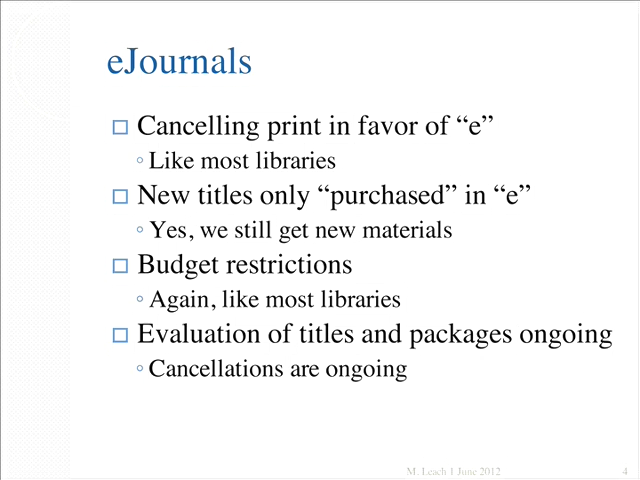 eJournals
Cancelling print in favor of “e”
Like most libraries
New titles only “purchased” in “e”
Yes, we still get new materials
Budget restrictions
Again, like most libraries
Evaluation of titles and packages ongoing
Cancellations are ongoing
M. Leach 1 June 2012
4